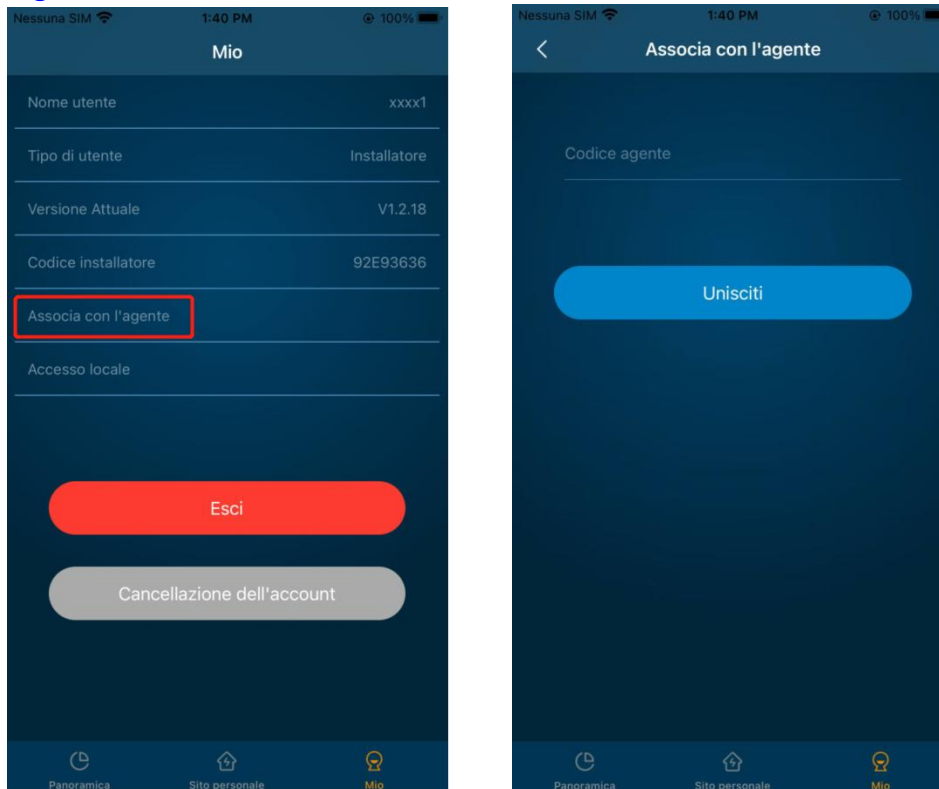 Nessuna SIM 1:40 PM 100%
Mio
Nome utente xxxx1
Tipo di utente Installatore
Versione Attuale V1.2.18
Codice installatore 92E93636
Associa con l'agente
Accesso locale
Esci
Cancellazione dell'account
Panoramica Sito personale Mio
Nessuna SIM 1:40 PM 100%
Associa con l'agente
Codice agente
Unisciti
Panoramica Sito personale Mio